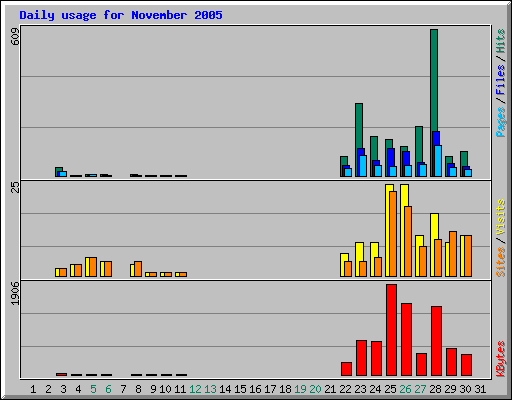 Daily usage for November 2005
609
Pages / Files / Hits
25
Sites / Visits
1906
KBytes
1 2 3 4 5 6 7 8 9 10 11 12 13 14 15 16 17 18 19 20 21 22 23 24 25 26 27 28 29 30 31